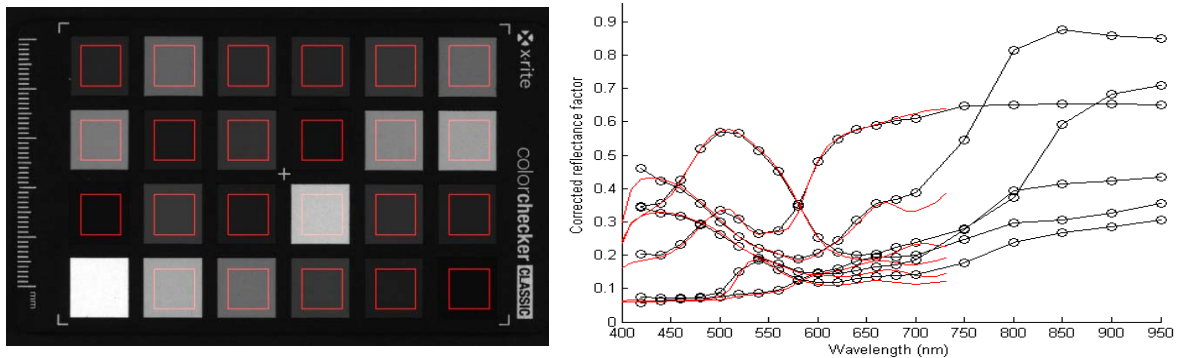 x-rite
colorchecker CLASSIC
mm
Corrected reflectance factor
0.9
0.8
0.7
0.6
0.5
0.4
0.3
0.2
0.1
0
400 450 500 550 600 650 700 750 800 850 900 950
Wavelength (nm)